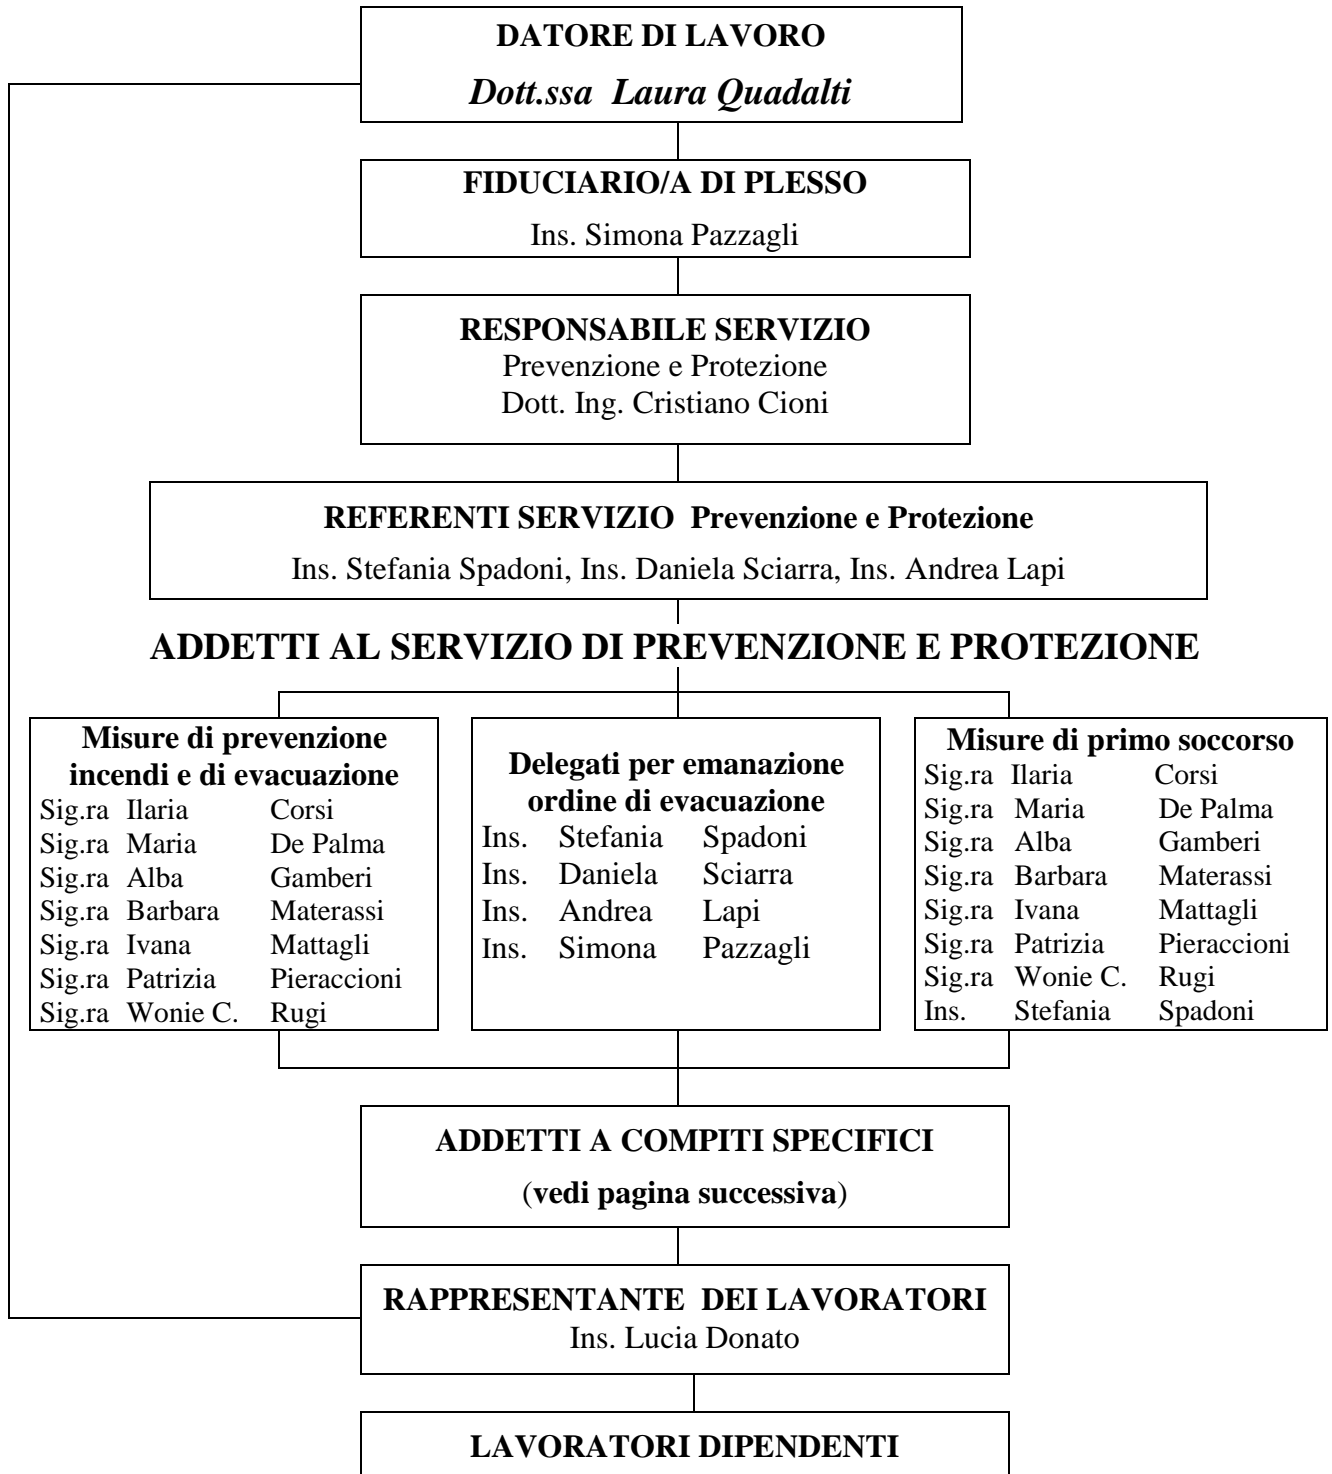 DATORE DI LAVORO
Dott.ssa Laura Quadalti
FIDUCIARIO/A DI PLESSO
Ins. Simona Pazzagli
RESPONSABILE SERVIZIO
Prevenzione e Protezione
Dott. Ing. Cristiano Cioni
REFERENTI SERVIZIO Prevenzione e Protezione
Ins. Stefania Spadoni, Ins. Daniela Sciarra, Ins. Andrea Lapi
ADDETTI AL SERVIZIO DI PREVENZIONE E PROTEZIONE
Misure di prevenzione
incendi e di evacuazione
Sig.ra Ilaria Corsi
Sig.ra Maria De Palma
Sig.ra Alba Gamberi
Sig.ra Barbara Materassi
Sig.ra Ivana Mattagli
Sig.ra Patrizia Pieraccioni
Sig.ra Wonie C. Rugi
Delegati per emanazione
ordine di evacuazione
Ins. Stefania Spadoni
Ins. Daniela Sciarra
Ins. Andrea Lapi
Ins. Simona Pazzagli
Misure di primo soccorso
Sig.ra Ilaria Corsi
Sig.ra Maria De Palma
Sig.ra Alba Gamberi
Sig.ra Barbara Materassi
Sig.ra Ivana Mattagli
Sig.ra Patrizia Pieraccioni
Sig.ra Wonie C. Rugi
Ins. Stefania Spadoni
ADDETTI A COMPITI SPECIFICI
(vedi pagina successiva)
RAPPRESENTANTE DEI LAVORATORI
Ins. Lucia Donato
LAVORATORI DIPENDENTI